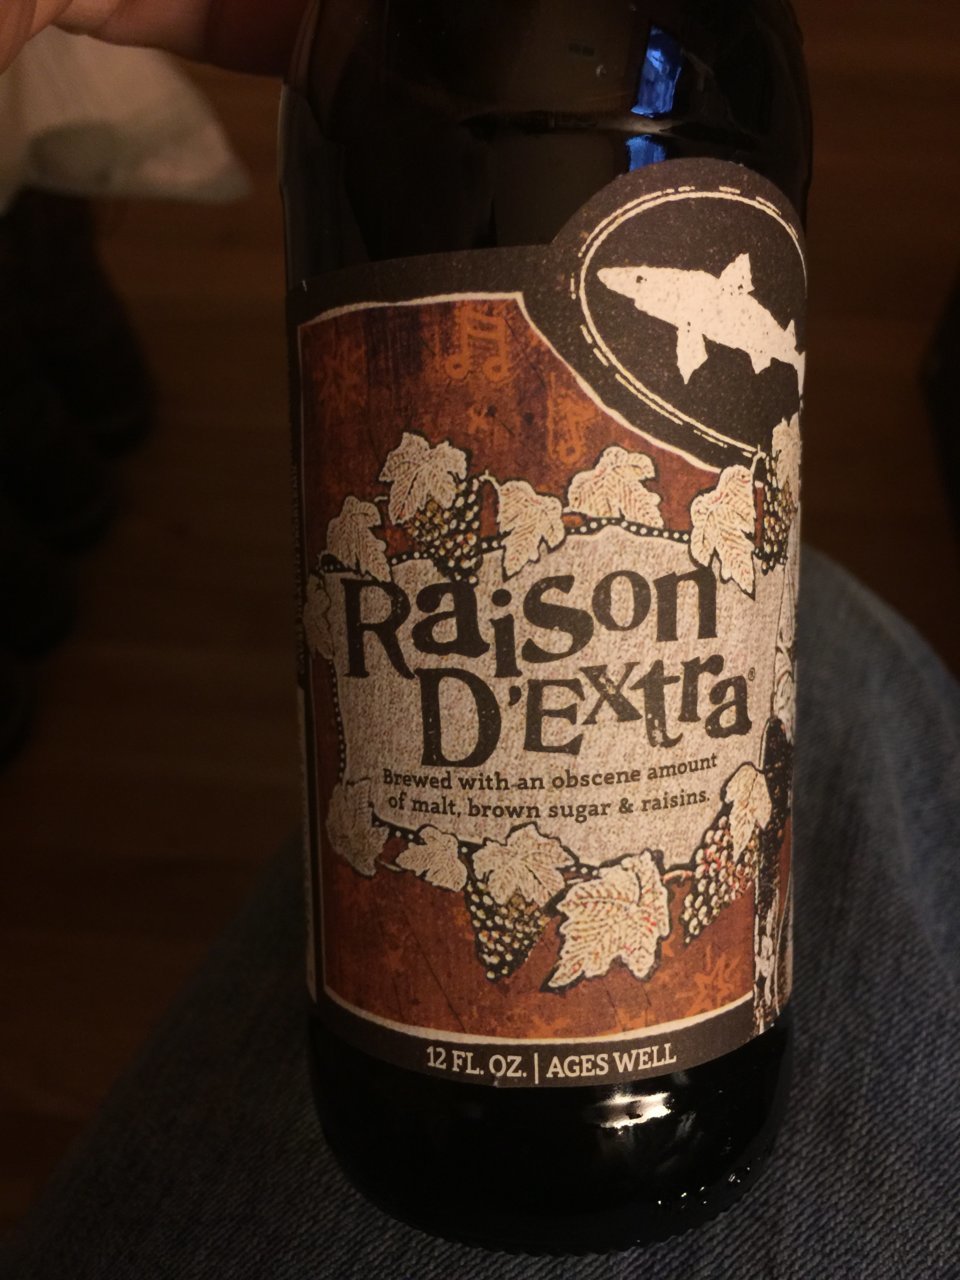 Raison
D'Extra®
Brewed with an obscene amount
of malt, brown sugar & raisins.
12 FL. OZ. | AGES WELL